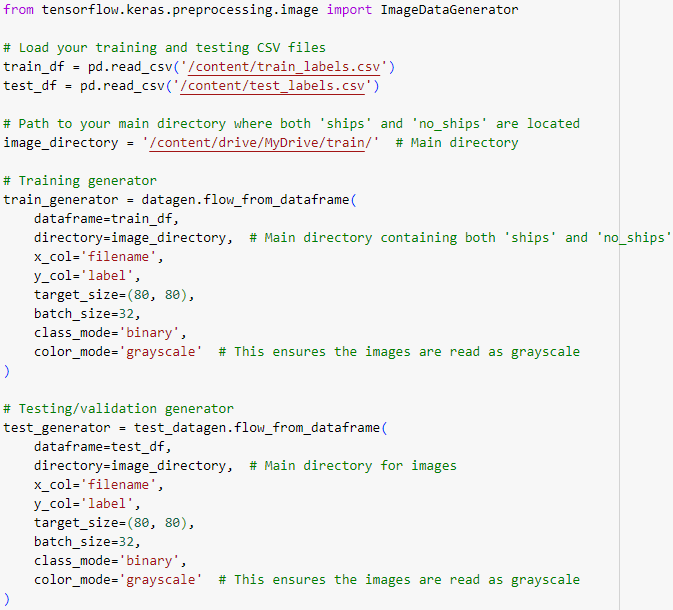 from tensorflow.keras.preprocessing.image import ImageDataGenerator
# Load your training and testing CSV files
train_df = pd.read_csv('/content/train_labels.csv')
test_df = pd.read_csv('/content/test_labels.csv')
# Path to your main directory where both 'ships' and 'no_ships' are located
image_directory = '/content/drive/MyDrive/train/'  # Main directory
# Training generator
train_generator = datagen.flow_from_dataframe(
    dataframe=train_df,
    directory=image_directory,  # Main directory containing both 'ships' and 'no_ships'
    x_col='filename',
    y_col='label',
    target_size=(80, 80),
    batch_size=32,
    class_mode='binary',
    color_mode='grayscale'  # This ensures the images are read as grayscale
)
# Testing/validation generator
test_generator = test_datagen.flow_from_dataframe(
    dataframe=test_df,
    directory=image_directory,  # Main directory for images
    x_col='filename',
    y_col='label',
    target_size=(80, 80),
    batch_size=32,
    class_mode='binary',
    color_mode='grayscale'  # This ensures the images are read as grayscale
)